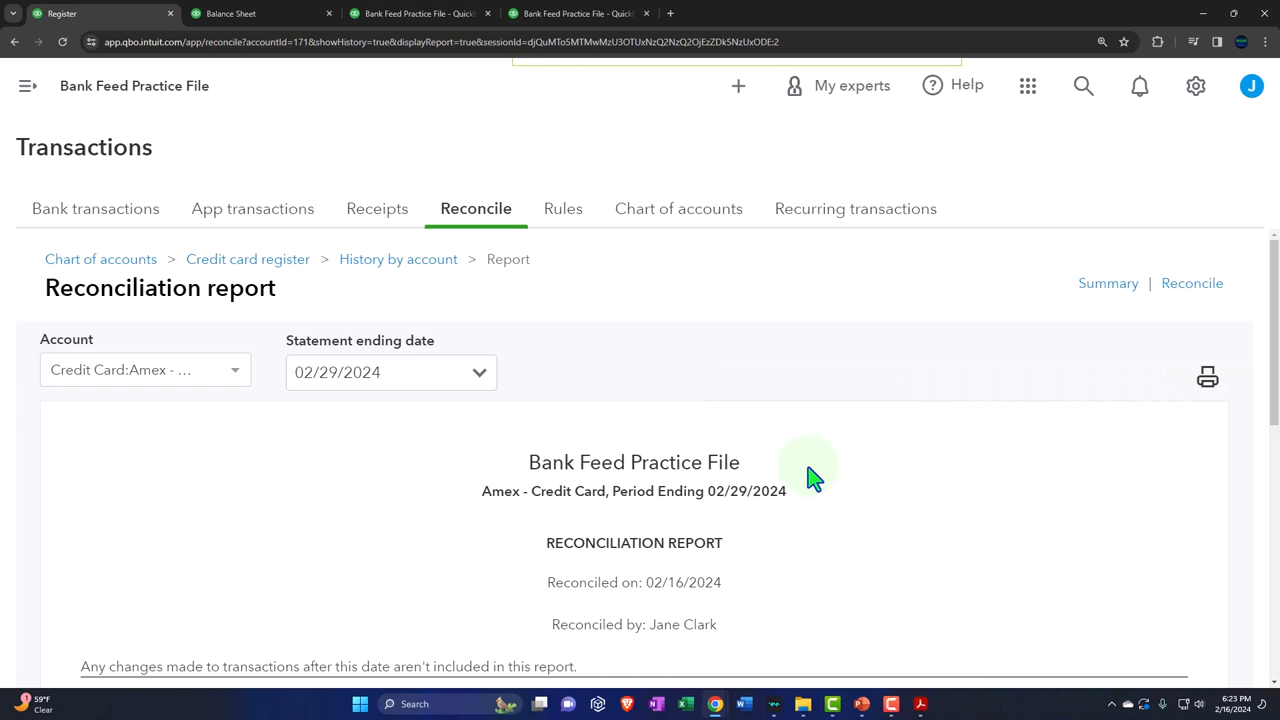 Register
Balance Sheet
Bank Feed Practice File - Quick
Bank Feed Practice File - Quick
app.qbo.intuit.com/app/reconcile?accountId=171&showHistory=true&displayReport=true&sessionId=djQuMTo5MTMwMzU3OTUxNzQ2NzQ2OjEzZDk5NzUxODE:2
Bank Feed Practice File
My experts
Help
J
Transactions
Bank transactions App transactions Receipts Reconcile Rules Chart of accounts Recurring transactions
Chart of accounts > Credit card register > History by account > Report
Reconciliation report
Summary | Reconcile
Account
Statement ending date
Credit Card:Amex - …
02/29/2024
Bank Feed Practice File
Amex - Credit Card, Period Ending 02/29/2024
RECONCILIATION REPORT
Reconciled on: 02/16/2024
Reconciled by: Jane Clark
Any changes made to transactions after this date aren't included in this report.
1
59°F
Clear
Search
6:23 PM
2/16/2024